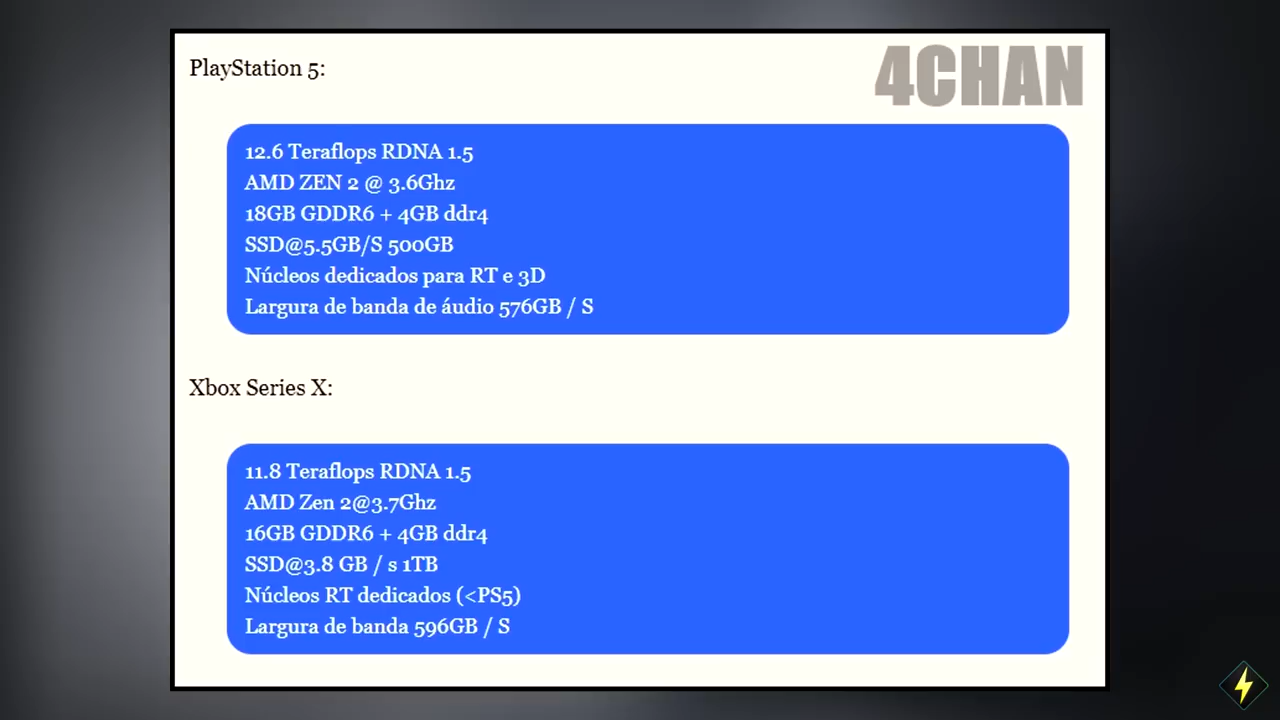 PlayStation 5:
4CHAN
12.6 Teraflops RDNA 1.5
AMD ZEN 2 @ 3.6Ghz
18GB GDDR6 + 4GB ddr4
SSD@5.5GB/S 500GB
Núcleos dedicados para RT e 3D
Largura de banda de áudio 576GB / S
Xbox Series X:
11.8 Teraflops RDNA 1.5
AMD Zen 2@3.7Ghz
16GB GDDR6 + 4GB ddr4
SSD@3.8 GB / s 1TB
Núcleos RT dedicados (<PS5)
Largura de banda 596GB / S